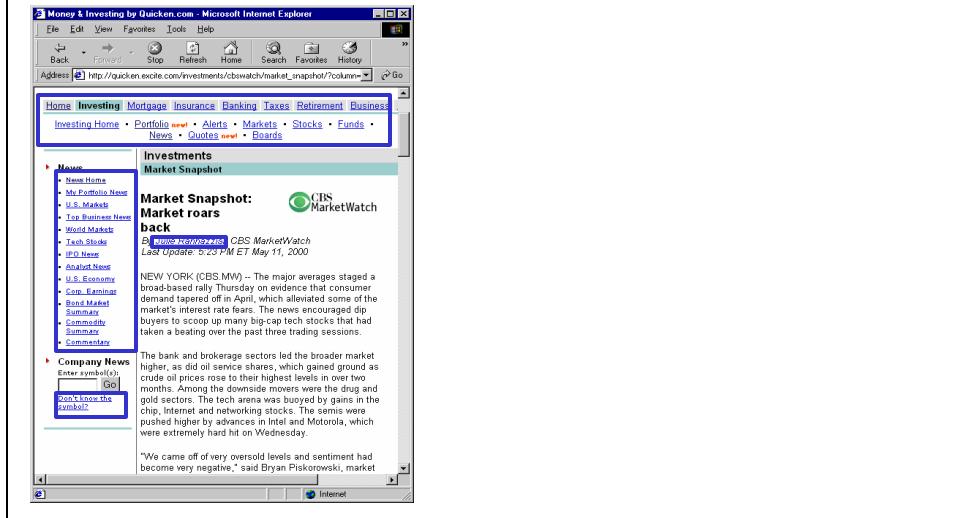 Money & Investing by Quicken.com - Microsoft Internet Explorer
File Edit View Favorites Tools Help
Back Forward Stop Refresh Home Search Favorites History »
Address http://quicken.excite.com/investments/cbswatch/market_snapshot/?column= Go
Home Investing Mortgage Insurance Banking Taxes Retirement Business
Investing Home • Portfolio new! • Alerts • Markets • Stocks • Funds •
News • Quotes new! • Boards
News
• News Home
• My Portfolio News
• U.S. Markets
• Top Business News
• World Markets
• Tech Stocks
• IPO News
• Analyst News
• U.S. Economy
• Corp. Earnings
• Bond Market
Summary
• Commodity
Summary
• Commentary
Company News
Enter symbol(s):
Go
Don't know the
symbol?
Investments
Market Snapshot
Market Snapshot:
Market roars
back
CBS
MarketWatch
By Julie Rannazzisi, CBS MarketWatch
Last Update: 5:23 PM ET May 11, 2000
NEW YORK (CBS.MW) -- The major averages staged a
broad-based rally Thursday on evidence that consumer
demand tapered off in April, which alleviated some of the
market's interest rate fears. The news encouraged dip
buyers to scoop up many big-cap tech stocks that had
taken a beating over the past three trading sessions.
The bank and brokerage sectors led the broader market
higher, as did oil service shares, which gained ground as
crude oil prices rose to their highest levels in over two
months. Among the downside movers were the drug and
gold sectors. The tech arena was buoyed by gains in the
chip, Internet and networking stocks. The semis were
pushed higher by advances in Intel and Motorola, which
were extremely hard hit on Wednesday.
"We came off of very oversold levels and sentiment had
become very negative," said Bryan Piskorowski, market
Internet